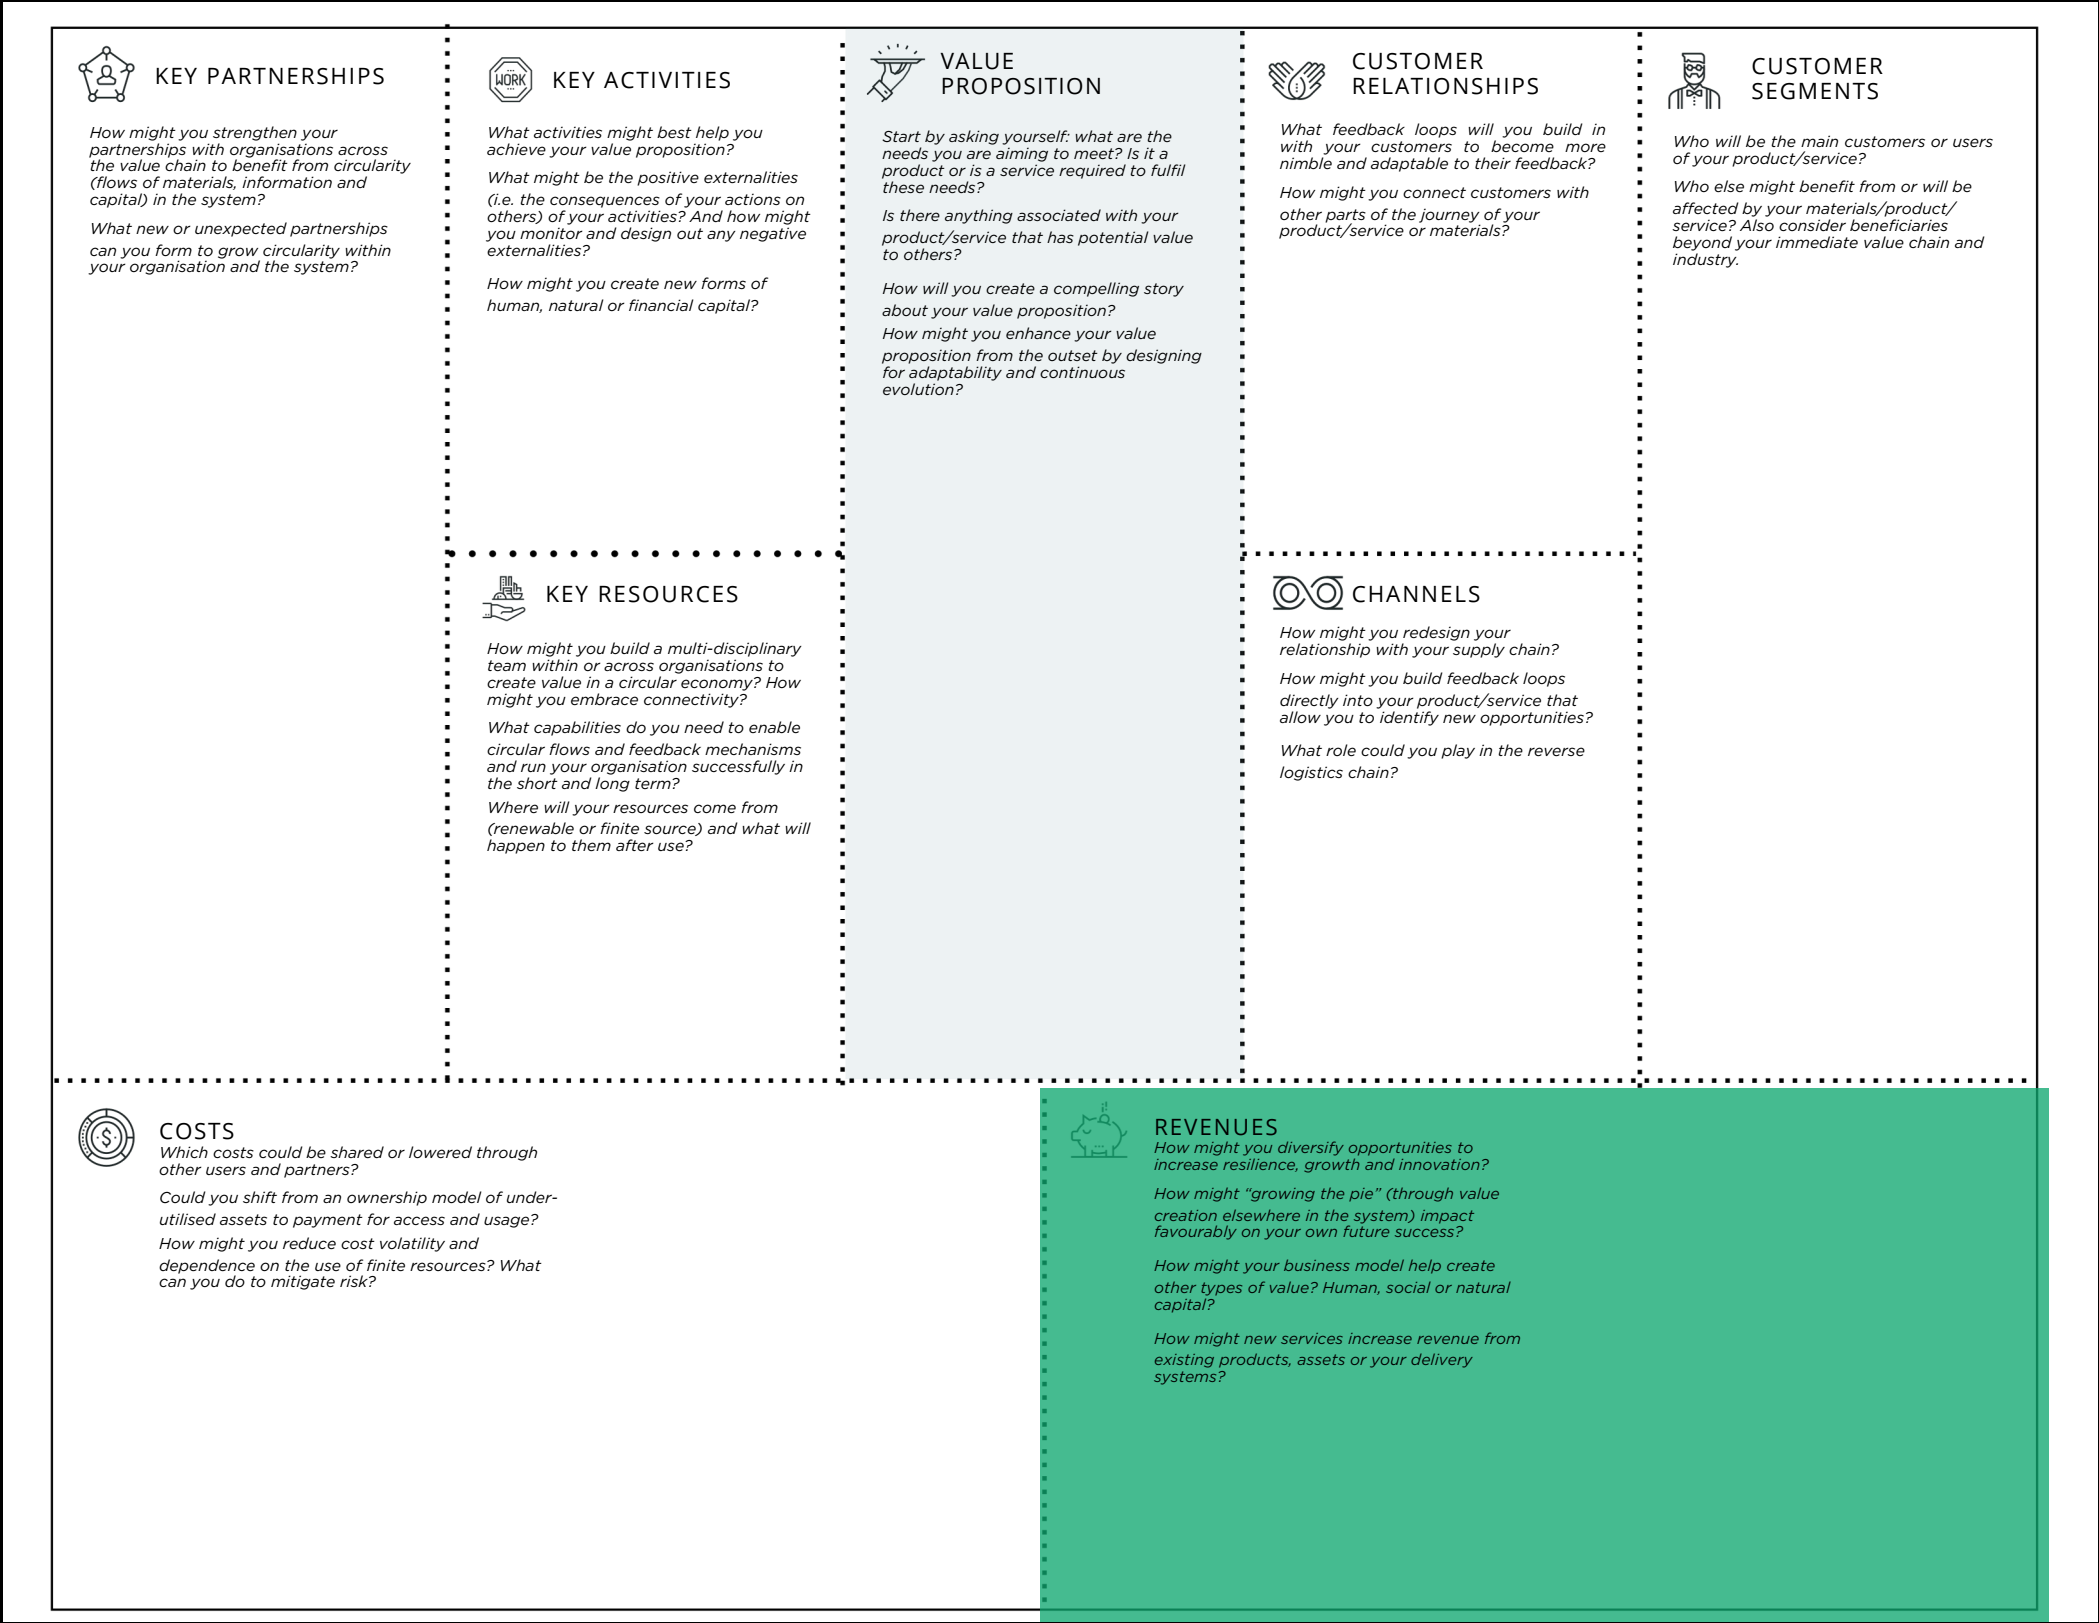 KEY PARTNERSHIPS
How might you strengthen your
partnerships with organisations across
the value chain to benefit from circularity
(flows of materials, information and
capital) in the system?
What new or unexpected partnerships
can you form to grow circularity within
your organisation and the system?
WORK
KEY ACTIVITIES
What activities might best help you
achieve your value proposition?
What might be the positive externalities
(i.e. the consequences of your actions on
others) of your activities? And how might
you monitor and design out any negative
externalities?
How might you create new forms of
human, natural or financial capital?
KEY RESOURCES
How might you build a multi-disciplinary
team within or across organisations to
create value in a circular economy? How
might you embrace connectivity?
What capabilities do you need to enable
circular flows and feedback mechanisms
and run your organisation successfully in
the short and long term?
Where will your resources come from
(renewable or finite source) and what will
happen to them after use?
VALUE
PROPOSITION
Start by asking yourself: what are the
needs you are aiming to meet? Is it a
product or is a service required to fulfil
these needs?
Is there anything associated with your
product/service that has potential value
to others?
How will you create a compelling story
about your value proposition?
How might you enhance your value
proposition from the outset by designing
for adaptability and continuous
evolution?
CUSTOMER
RELATIONSHIPS
What feedback loops will you build in
with your customers to become more
nimble and adaptable to their feedback?
How might you connect customers with
other parts of the journey of your
product/service or materials?
CHANNELS
How might you redesign your
relationship with your supply chain?
How might you build feedback loops
directly into your product/service that
allow you to identify new opportunities?
What role could you play in the reverse
logistics chain?
CUSTOMER
SEGMENTS
Who will be the main customers or users
of your product/service?
Who else might benefit from or will be
affected by your materials/product/
service? Also consider beneficiaries
beyond your immediate value chain and
industry.
$
COSTS
Which costs could be shared or lowered through
other users and partners?
Could you shift from an ownership model of under-
utilised assets to payment for access and usage?
How might you reduce cost volatility and
dependence on the use of finite resources? What
can you do to mitigate risk?
REVENUES
How might you diversify opportunities to
increase resilience, growth and innovation?
How might “growing the pie” (through value
creation elsewhere in the system) impact
favourably on your own future success?
How might your business model help create
other types of value? Human, social or natural
capital?
How might new services increase revenue from
existing products, assets or your delivery
systems?